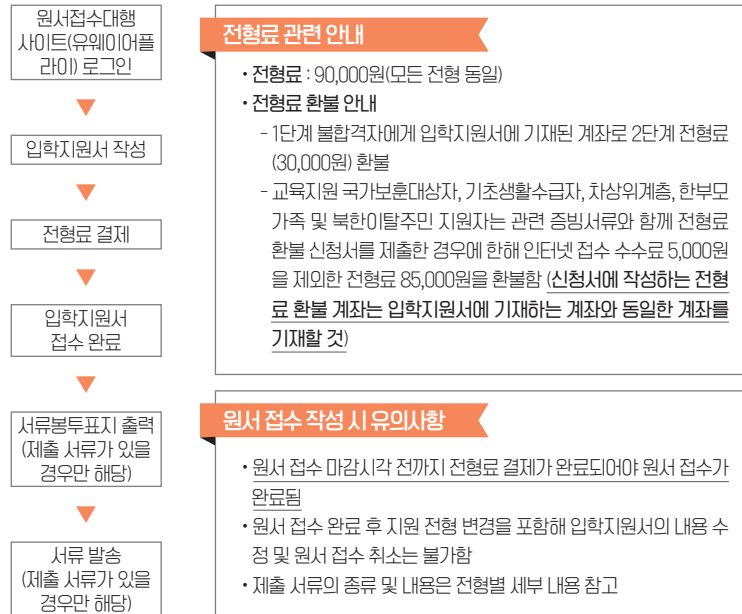 원서접수대행
사이트(유웨이어플
라이) 로그인
입학지원서 작성
전형료 결제
입학지원서
접수 완료
서류봉투표지 출력
(제출 서류가 있을
경우만 해당)
서류 발송
(제출 서류가 있을
경우만 해당)
전형료 관련 안내
• 전형료 : 90,000원(모든 전형 동일)
• 전형료 환불 안내
- 1단계 불합격자에게 입학지원서에 기재된 계좌로 2단계 전형료
(30,000원) 환불
- 교육지원 국가보훈대상자, 기초생활수급자, 차상위계층, 한부모
가족 및 북한이탈주민 지원자는 관련 증빙서류와 함께 전형료
환불 신청서를 제출한 경우에 한해 인터넷 접수 수수료 5,000원
을 제외한 전형료 85,000원을 환불함 (신청서에 작성하는 전형
료 환불 계좌는 입학지원서에 기재하는 계좌와 동일한 계좌를
기재할 것)
원서 접수 작성 시 유의사항
• 원서 접수 마감시각 전까지 전형료 결제가 완료되어야 원서 접수가
완료됨
• 원서 접수 완료 후 지원 전형 변경을 포함해 입학지원서의 내용 수
정 및 원서 접수 취소는 불가함
• 제출 서류의 종류 및 내용은 전형별 세부 내용 참고